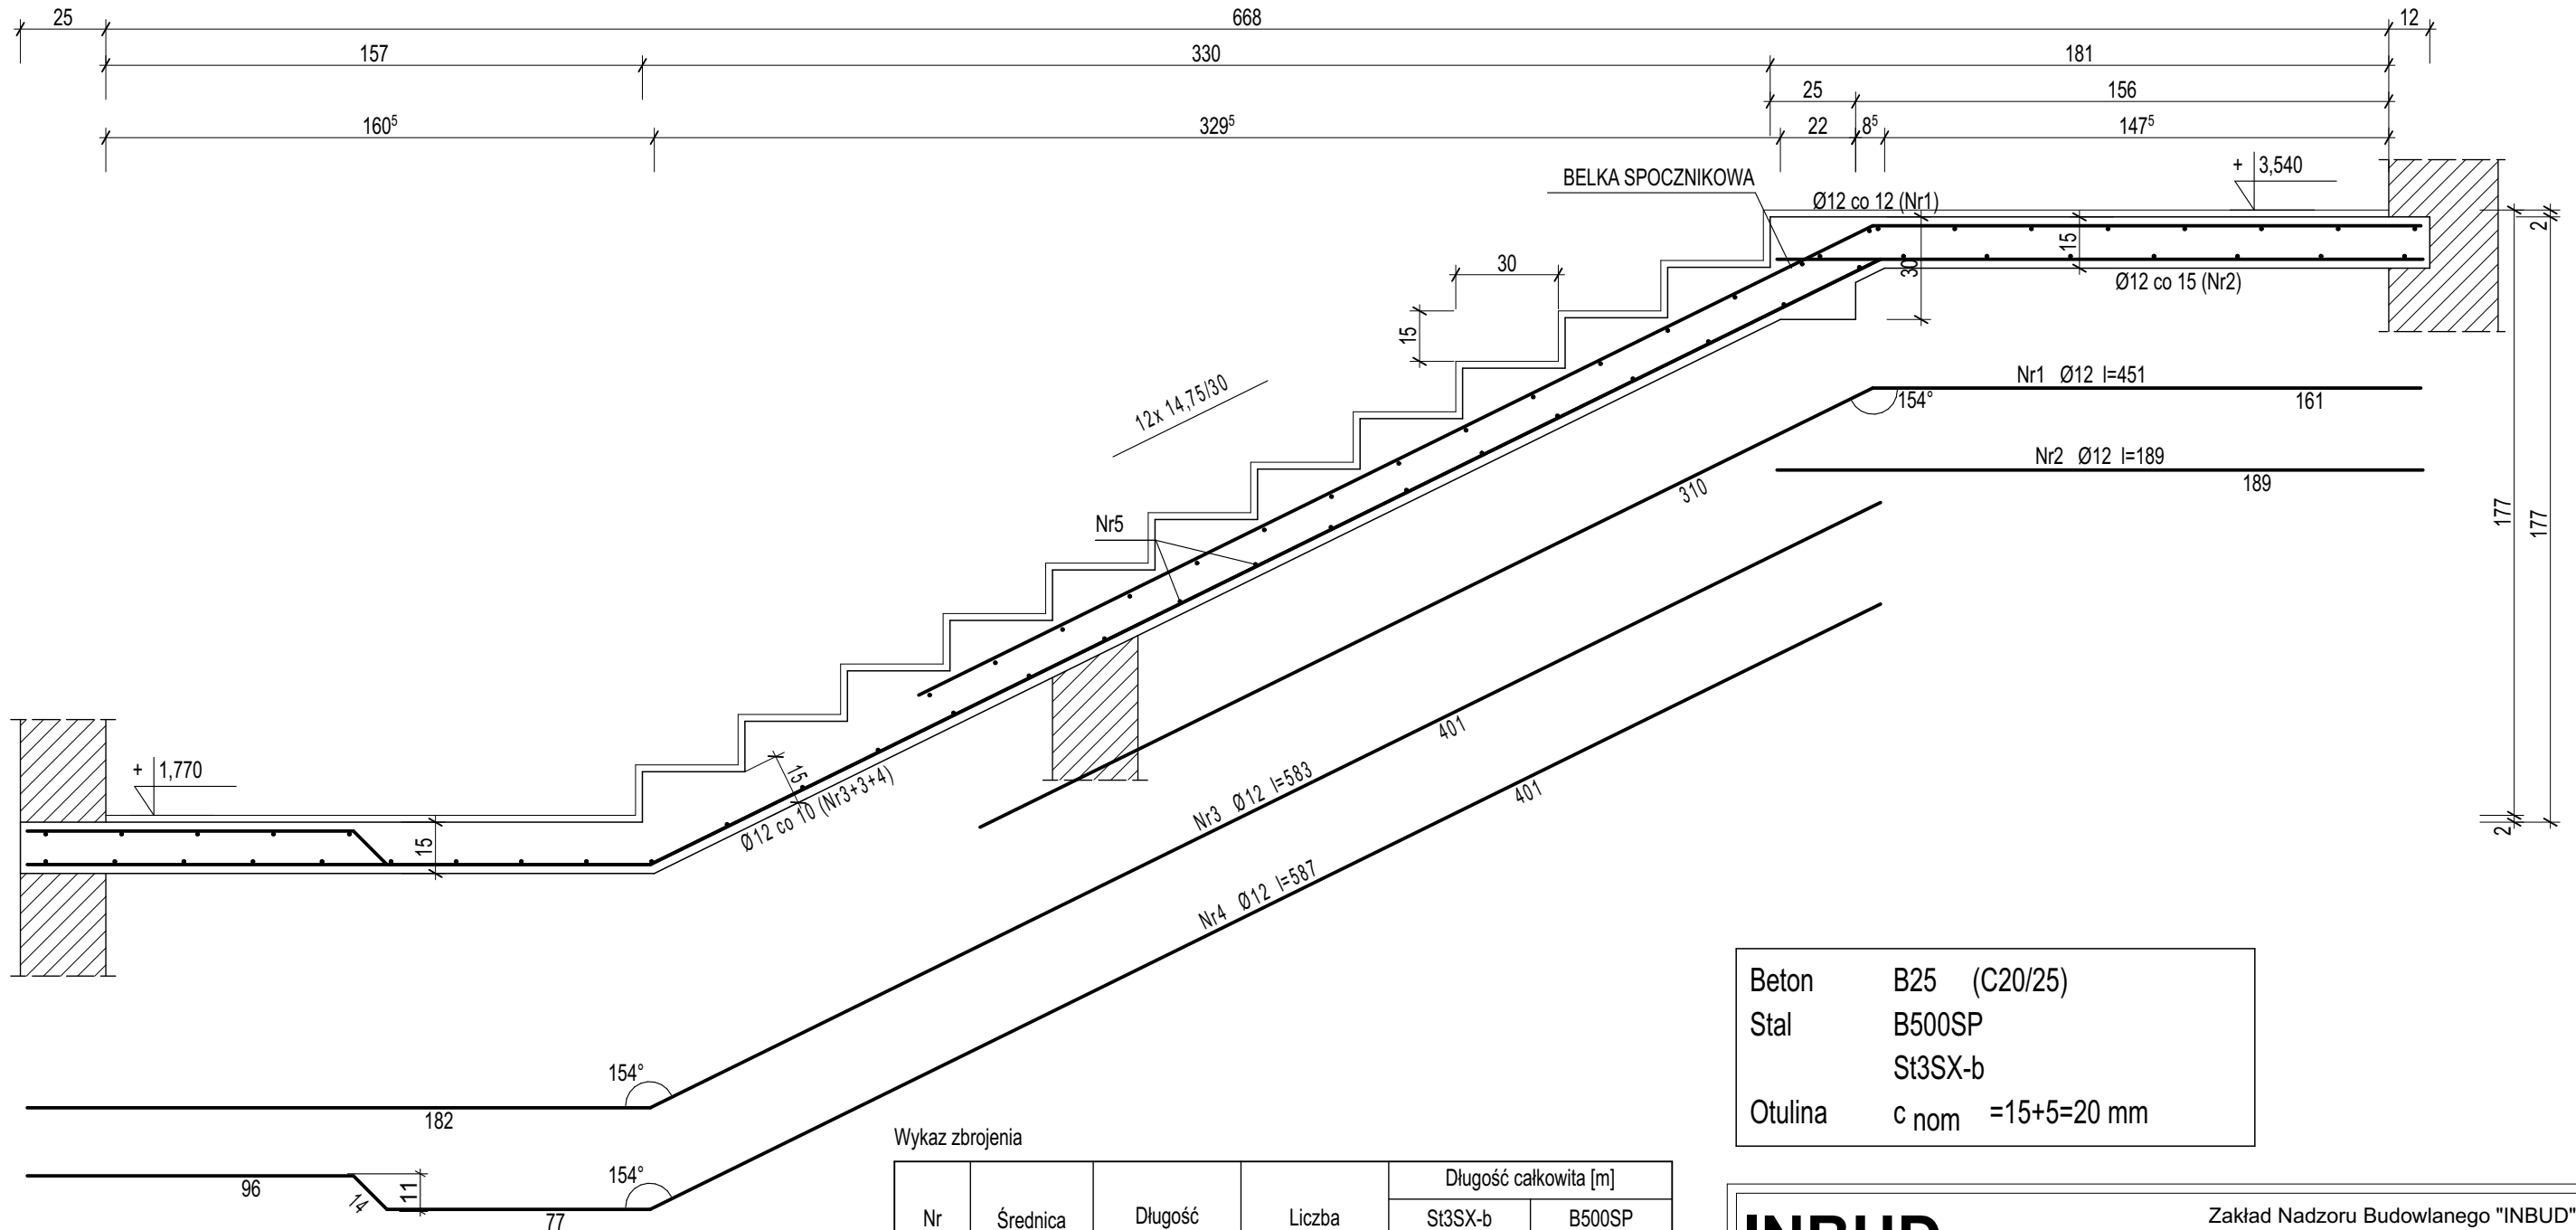 25 668 12
157 330 181
25 156
160⁵ 329⁵ 22 8⁵ 147⁵
BELKA SPOCZNIKOWA
+ 3,540
Ø12 co 12 (Nr1)
2
15
30
Ø12 co 15 (Nr2)
30
15
12x 14,75/30
Nr1 Ø12 l=451
154°
161
Nr2 Ø12 l=189
189
310
177
177
Nr5
401
401
+ 1,770
15
Ø12 co 10 (Nr3+3+4)
15
2
Nr3 Ø12 l=583
Nr4 Ø12 l=587
154°
182
154°
96
14
11
77
Beton B25 (C20/25)
Stal B500SP
St3SX-b
Otulina c nom =15+5=20 mm
Wykaz zbrojenia
Długość całkowita [m]
Nr Średnica Długość Liczba St3SX-b B500SP
INBUD
Zakład Nadzoru Budowlanego "INBUD"